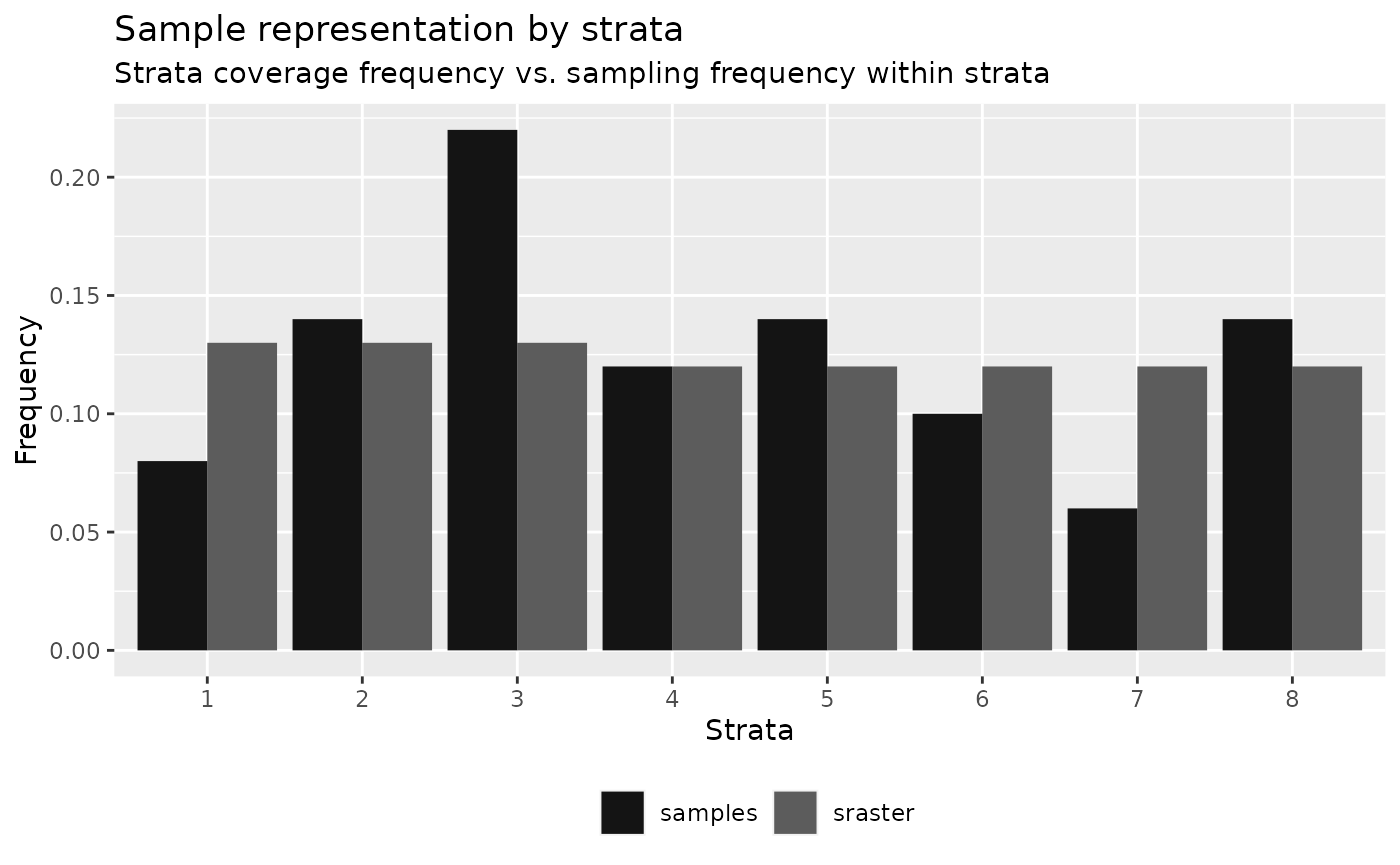 Sample representation by strata
Strata coverage frequency vs. sampling frequency within strata
Frequency
0.20
0.15
0.10
0.05
0.00
1 2 3 4 5 6 7 8
Strata
samples sraster